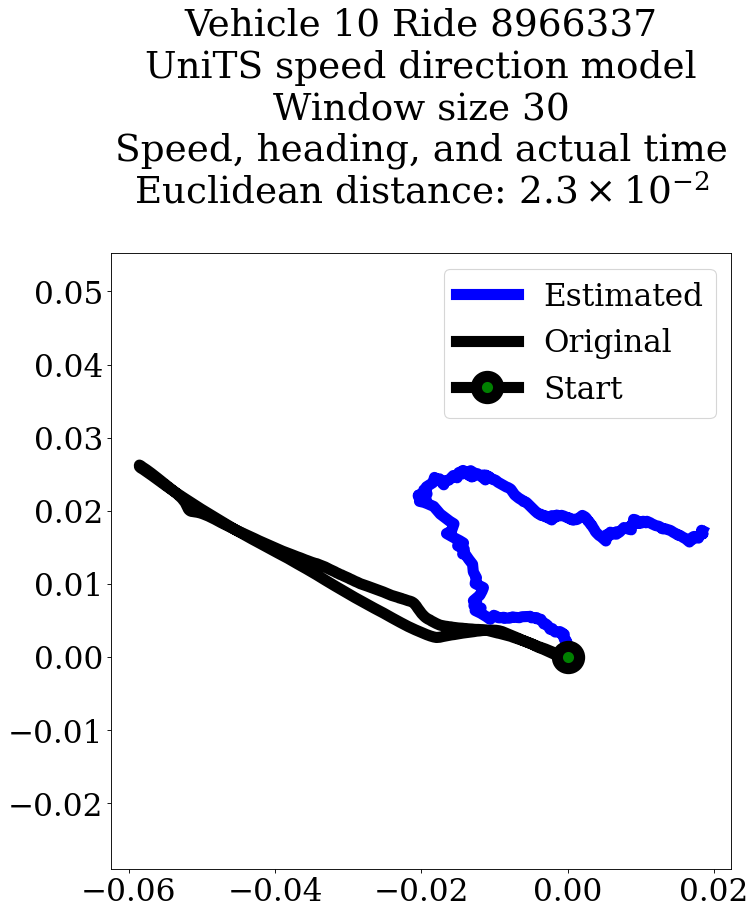 Vehicle 10 Ride 8966337
UniTS speed direction model
Window size 30
Speed, heading, and actual time
Euclidean distance: 2.3 × 10⁻²
Estimated
Original
Start
0.05
0.04
0.03
0.02
0.01
0.00
−0.01
−0.02
−0.06 −0.04 −0.02 0.00 0.02